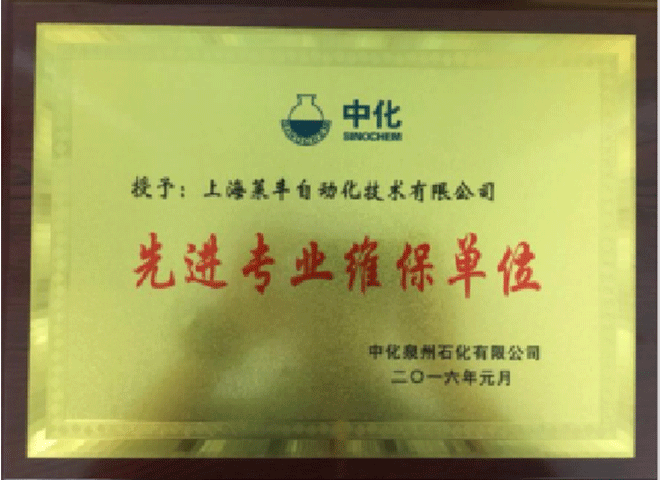 中化
SINOCHEM
授予：上海莱丰自动化技术有限公司
先进专业维保单位
中化泉州石化有限公司
二〇一六年元月